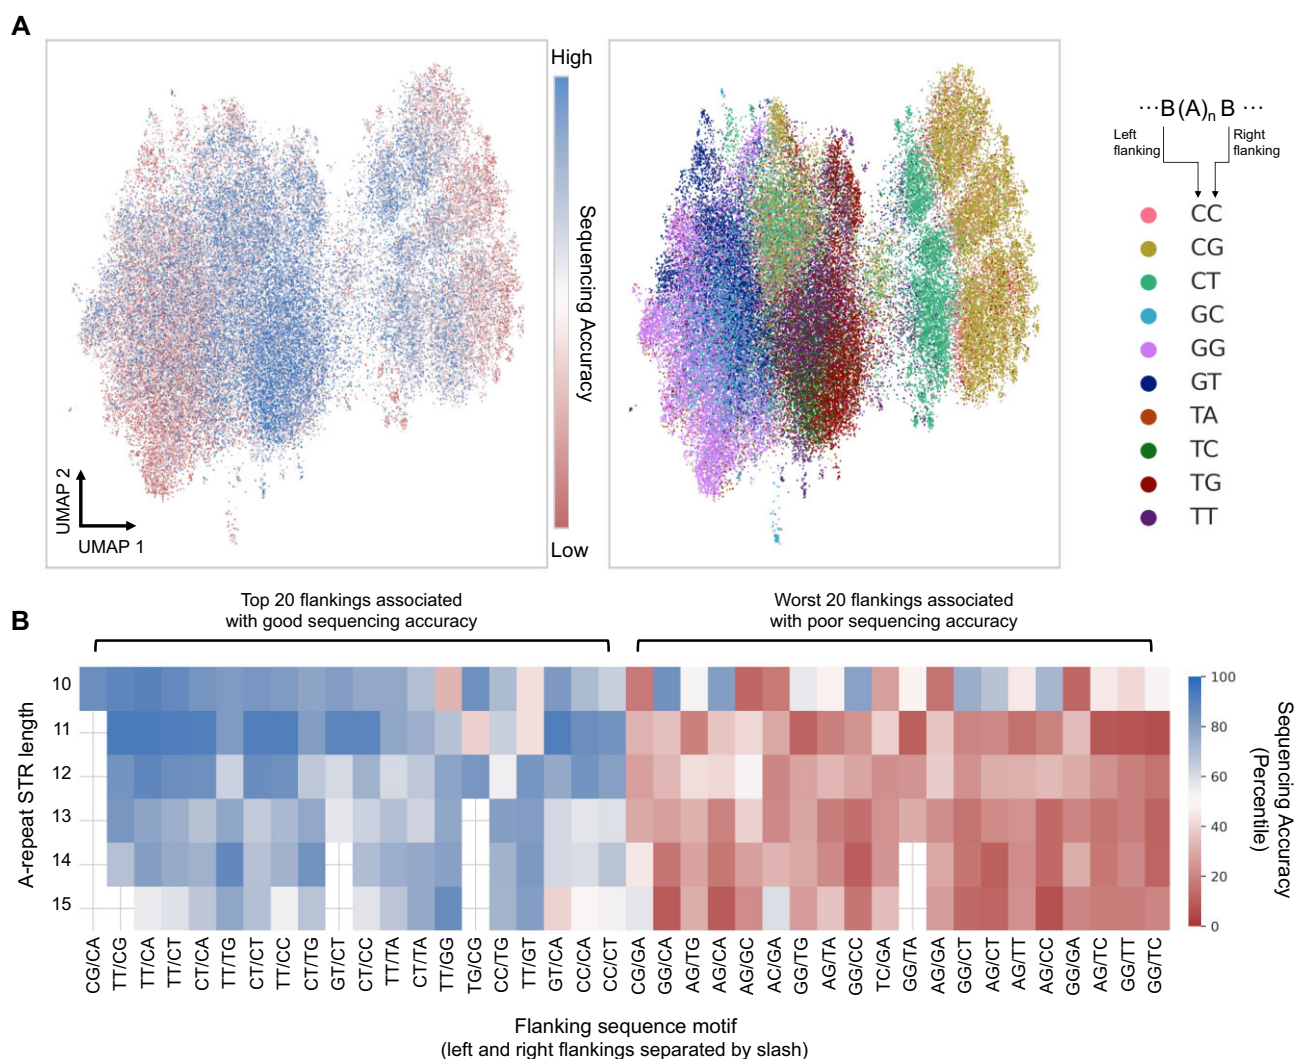 A
High
Sequencing Accuracy
Low
UMAP 2
UMAP 1
···B(A)n B ···
Left
flanking
Right
flanking
CC
CG
CT
GC
GG
GT
TA
TC
TG
TT
B
Top 20 flankings associated
with good sequencing accuracy
Worst 20 flankings associated
with poor sequencing accuracy
A-repeat STR length
10
11
12
13
14
15
100
80
60
40
20
0
Sequencing Accuracy
(Percentile)
CG/CA
TT/CG
TT/CA
TT/CT
CT/CA
TT/TG
CT/CT
TT/CC
CT/TG
GT/CT
CT/CC
TT/TA
CT/TA
TT/GG
TG/CG
CC/TG
TT/GT
GT/CA
CC/CA
CC/CT
CG/GA
GG/CA
AG/TG
AG/CA
AG/GC
AC/GA
GG/TG
AG/TA
GG/CC
TC/GA
GG/TA
AG/GA
GG/CT
AG/CT
AG/TT
AG/CC
GG/GA
AG/TC
GG/TT
GG/TC
Flanking sequence motif
(left and right flankings separated by slash)